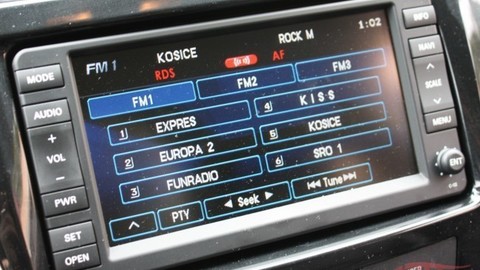 FM 1 KOSICE ROCK M 1:02
RDS AF
FM1 FM2 FM3
1 EXPRES 4 K I S S
2 EUROPA 2 5 KOSICE
3 FUNRADIO 6 SRO 1
PTY ◄ Seek ► I◄◄ Tune ►►I
MODE
AUDIO
+
VOL
−
PWR
SET
OPEN
INFO
NAVI
SCALE
MENU
ENT